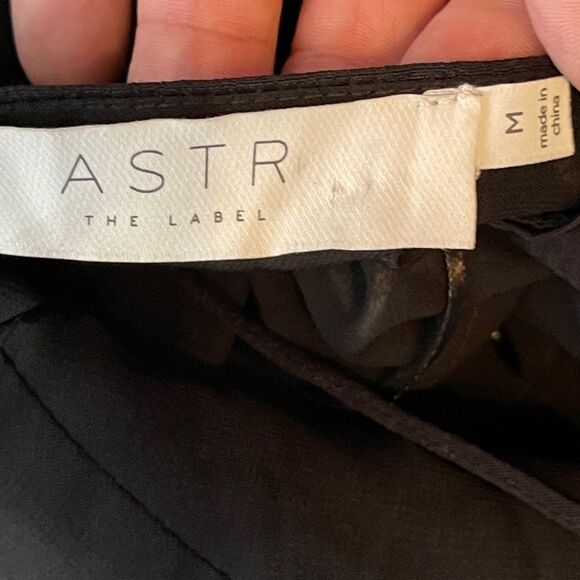 ASTR
THE LABEL
M
made in
china